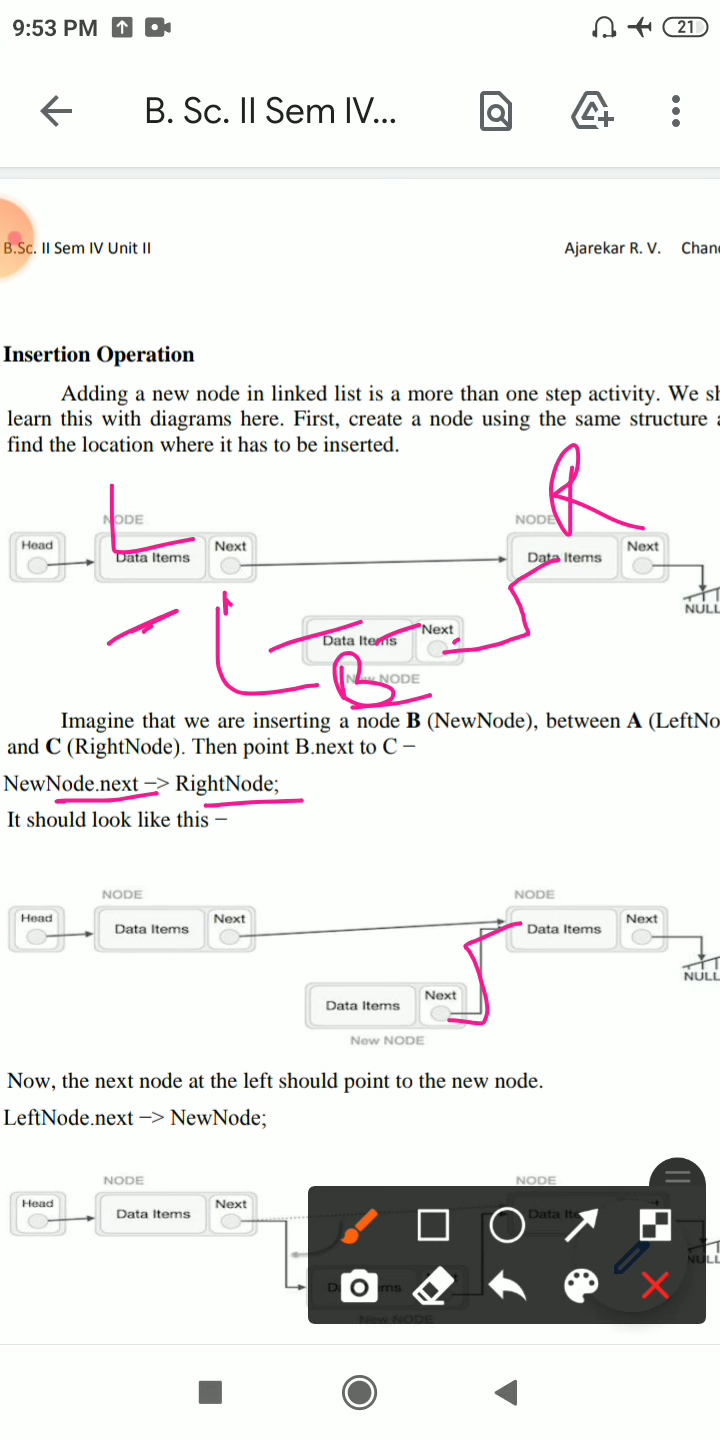 9:53 PM 21
B. Sc. II Sem IV...
B.Sc. II Sem IV Unit II Ajarekar R. V.
Insertion Operation
Adding a new node in linked list is a more than one step activity. We
learn this with diagrams here. First, create a node using the same structure
find the location where it has to be inserted.
L R
NODE NODE
Head Data Items Next Data Items Next
NULL
Data Items Next
B
New NODE
Imagine that we are inserting a node B (NewNode), between A (LeftNo
and C (RightNode). Then point B.next to C –
NewNode.next –> RightNode;
It should look like this –
NODE NODE
Head Data Items Next Data Items Next
NULL
Data Items Next
New NODE
Now, the next node at the left should point to the new node.
LeftNode.next –> NewNode;
NODE NODE
Head Data Items Next
NULL
New NODE